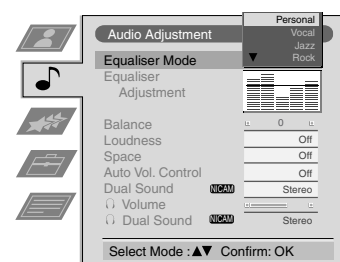 Personal
Audio Adjustment
Vocal
Jazz
▼ Rock
Equaliser Mode
Equaliser
Adjustment
Balance 0
Loudness Off
Space Off
Auto Vol. Control Off
Dual Sound NICAM Stereo
Volume
Dual Sound NICAM Stereo
Select Mode :▲▼ Confirm: OK